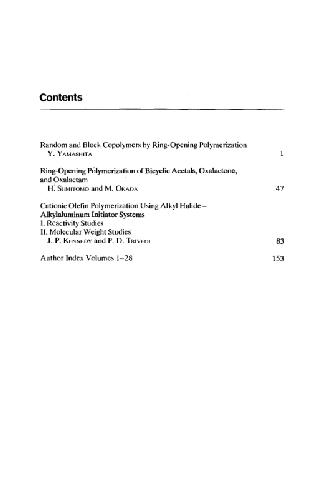 Contents
Random and Block Copolymers by Ring-Opening Polymerization
Y. YAMASHITA 1
Ring-Opening Polymerization of Bicyclic Acetals, Oxalactone,
and Oxalactam
H. SUMITOMO and M. OKADA 47
Cationic Olefin Polymerization Using Alkyl Halide–
Alkylaluminum Initiator Systems
I. Reactivity Studies
II. Molecular Weight Studies
J. P. KENNEDY and P. D. TRIVEDI 83
Author Index Volumes 1–28 153